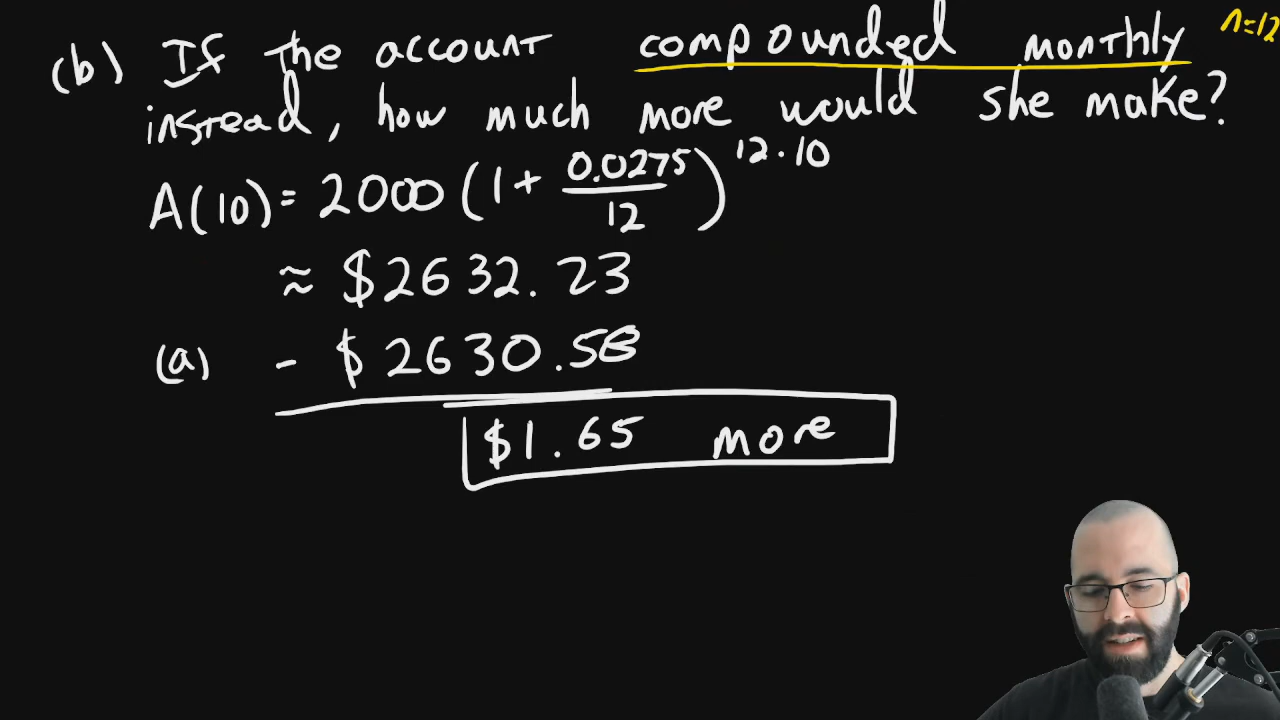 n=12
(b) If the account compounded monthly
instead, how much more would she make?
A(10) = 2000 (1 + 0.0275/12)^12·10
≈ $2632.23
(a) - $2630.58
$1.65 more